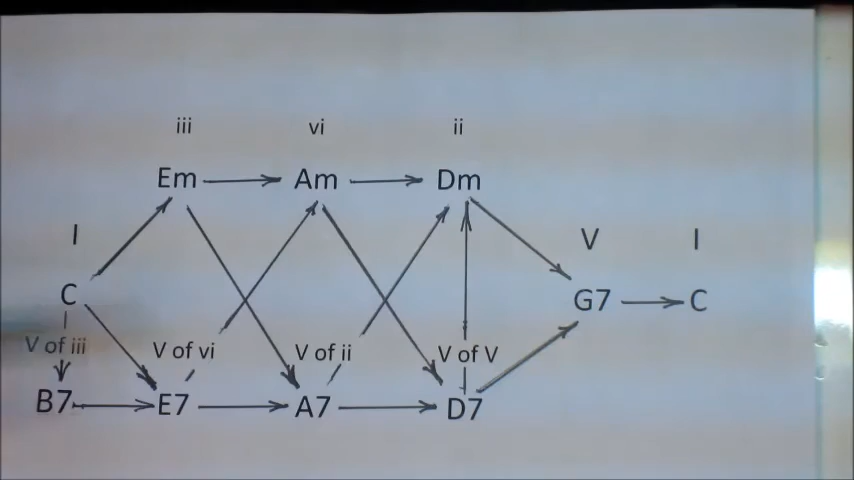 iii vi ii
Em Am Dm
I V I
C G7 C
V of iii V of vi V of ii V of V
B7 E7 A7 D7